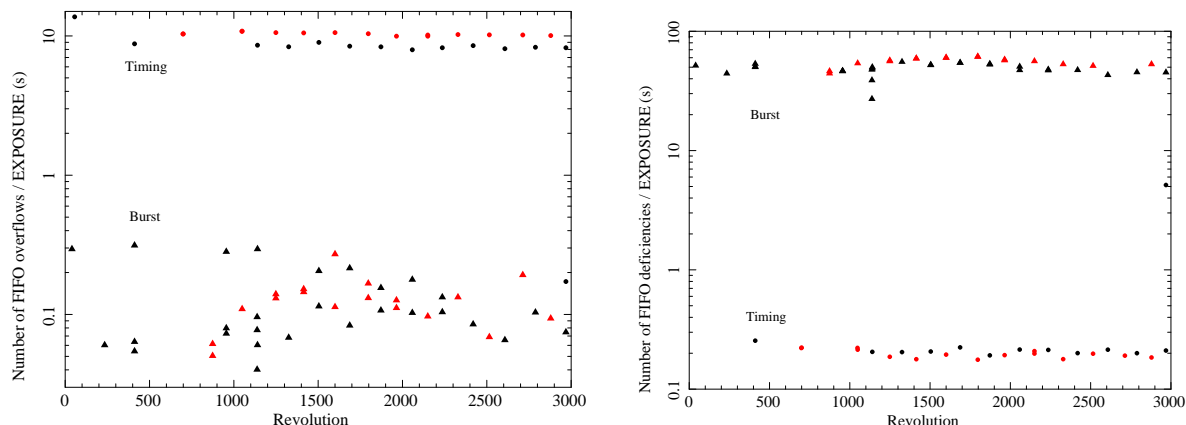 Number of FIFO overflows / EXPOSURE (s)
10
1
0.1
Timing
Burst
0
500
1000
1500
2000
2500
3000
Revolution
Number of FIFO deficiencies / EXPOSURE (s)
100
10
1
0.1
Burst
Timing
0
500
1000
1500
2000
2500
3000
Revolution